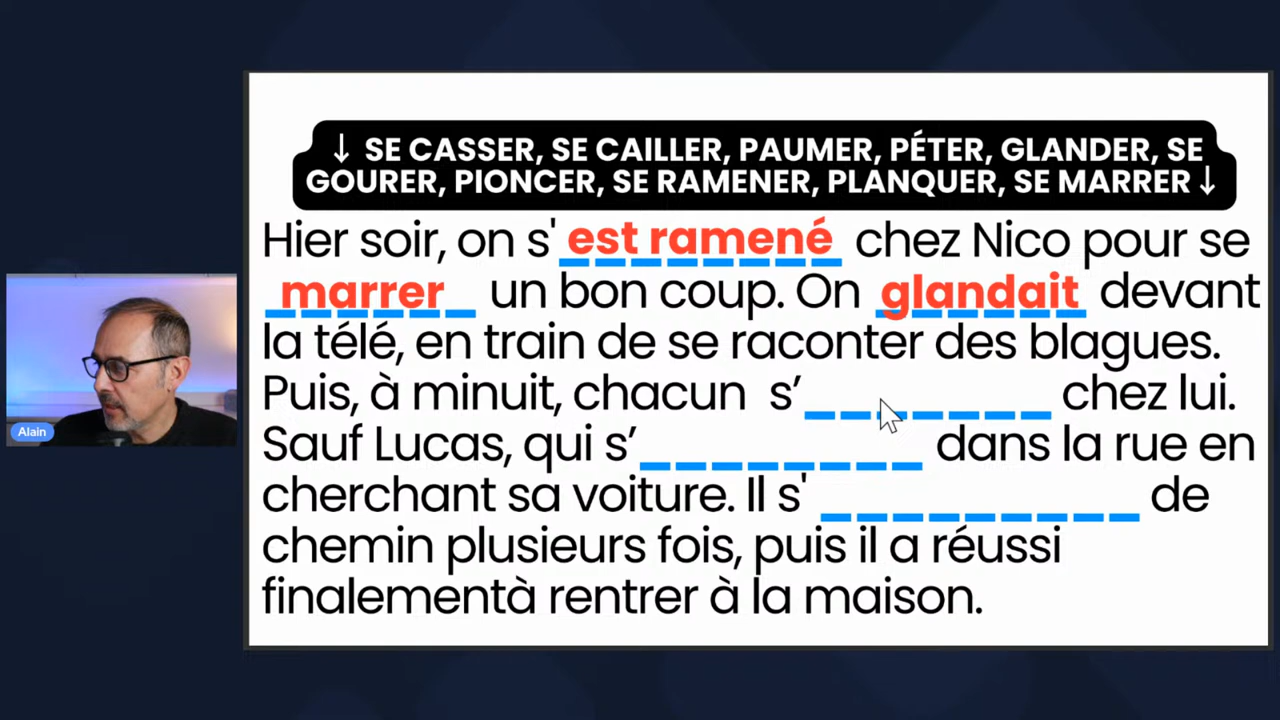 ↓ SE CASSER, SE CAILLER, PAUMER, PÉTER, GLANDER, SE
GOURER, PIONCER, SE RAMENER, PLANQUER, SE MARRER ↓
Hier soir, on s' est ramené chez Nico pour se
marrer _ un bon coup. On glandait devant
la télé, en train de se raconter des blagues.
Puis, à minuit, chacun s’ _ _ _ _ _ _ _ chez lui.
Sauf Lucas, qui s’ _ _ _ _ _ _ _ _ dans la rue en
cherchant sa voiture. Il s' _ _ _ _ _ _ _ _ _ de
chemin plusieurs fois, puis il a réussi
finalementà rentrer à la maison.
Alain